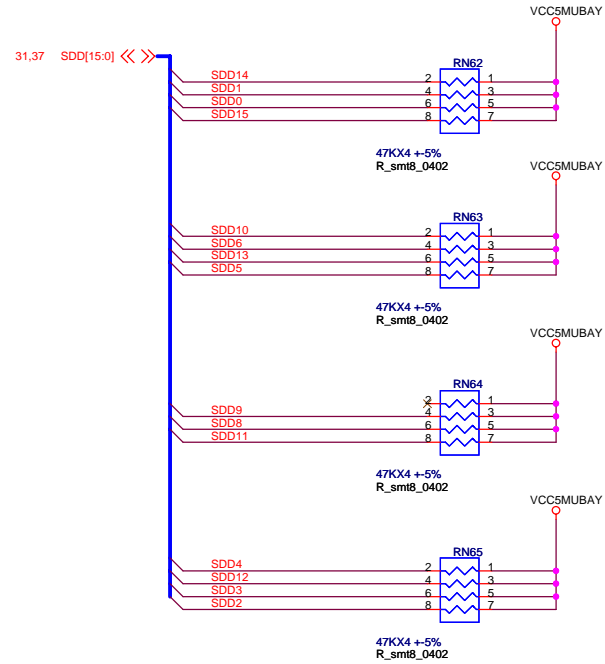 VCC5MUBAY
31,37 SDD[15:0]
RN62
SDD14 2 1
SDD1 4 3
SDD0 6 5
SDD15 8 7
47KX4 +-5%
R_smt8_0402
VCC5MUBAY
RN63
SDD10 2 1
SDD6 4 3
SDD13 6 5
SDD5 8 7
47KX4 +-5%
R_smt8_0402
VCC5MUBAY
RN64
2 1
SDD9 4 3
SDD8 6 5
SDD11 8 7
47KX4 +-5%
R_smt8_0402
VCC5MUBAY
RN65
SDD4 2 1
SDD12 4 3
SDD3 6 5
SDD2 8 7
47KX4 +-5%
R_smt8_0402